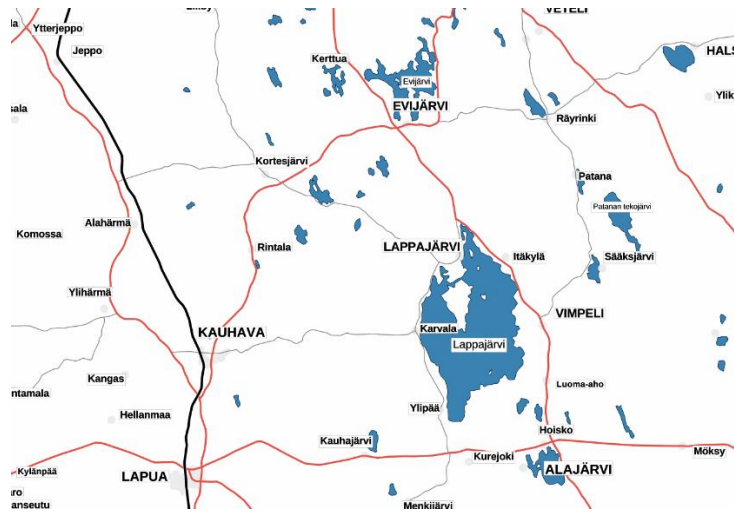 VETELI
Ytterjeppo
Jeppo
Kerttua
HALS
Evijärvi
Ylik
EVIJÄRVI
sala
Räyrinki
Kortesjärvi
Patana
Patanan tekojärvi
Alahärmä
Komossa
Rintala
LAPPAJÄRVI
Itäkylä
Sääksjärvi
Ylihärmä
VIMPELI
KAUHAVA
Karvala
Lappajärvi
Kangas
Luoma-aho
ntamala
Ylipää
Hellanmaa
Hoisko
Kauhajärvi
Möksy
Kurejoki
Kylänpää
ALAJÄRVI
LAPUA
aro
anseutu
Menkijärvi